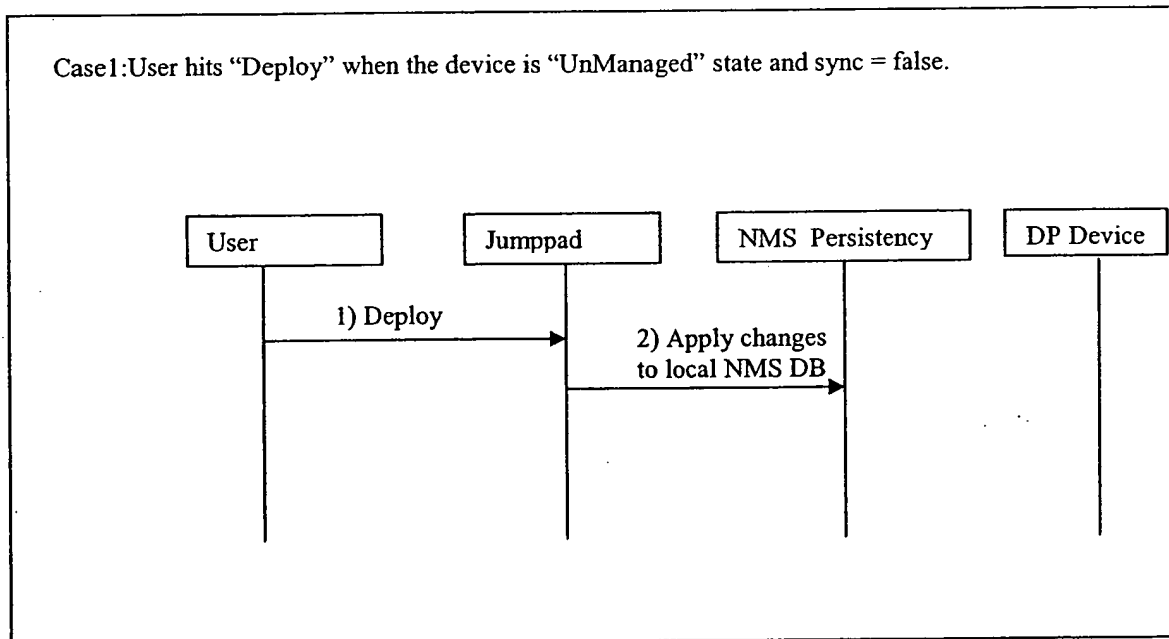 Case1:User hits “Deploy” when the device is “UnManaged” state and sync = false.
User
Jumppad
NMS Persistency
DP Device
1) Deploy
2) Apply changes
to local NMS DB